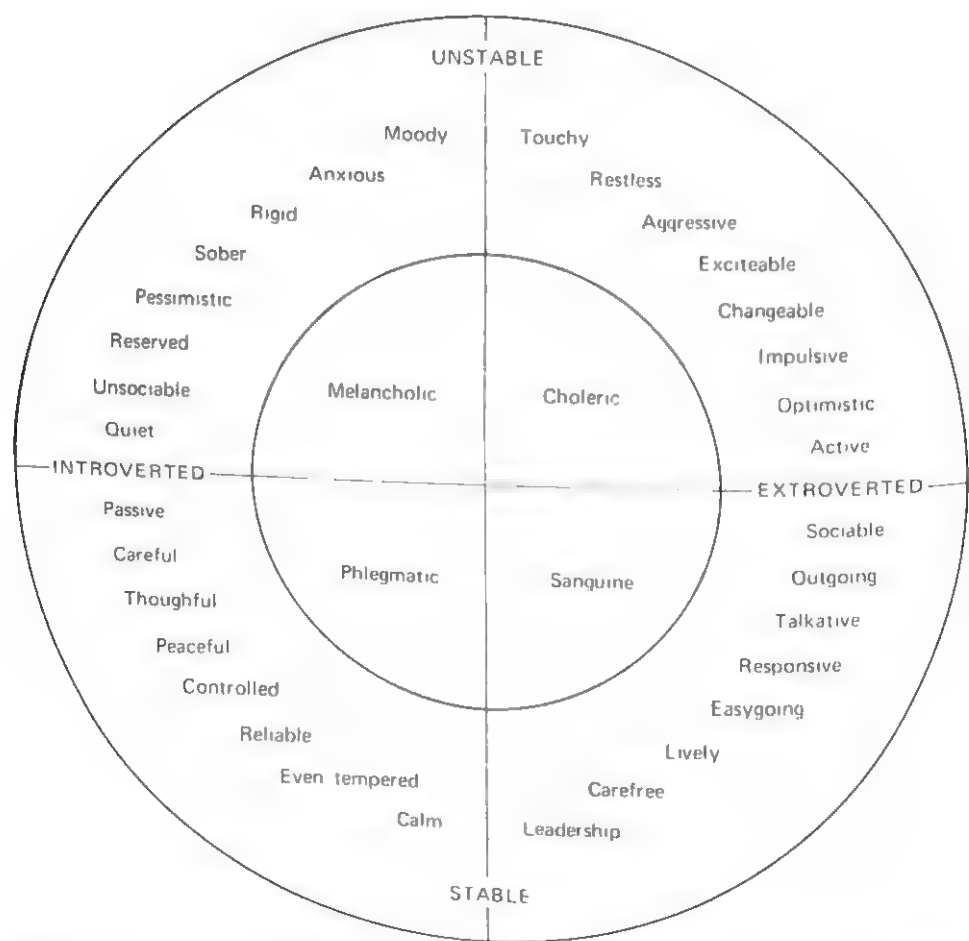 UNSTABLE
Moody
Touchy
Anxious
Restless
Rigid
Aggressive
Sober
Exciteable
Pessimistic
Changeable
Reserved
Impulsive
Unsociable
Melancholic
Choleric
Optimistic
Quiet
Active
INTROVERTED
EXTROVERTED
Passive
Sociable
Careful
Phlegmatic
Sanguine
Outgoing
Thoughful
Talkative
Peaceful
Responsive
Controlled
Easygoing
Reliable
Lively
Even tempered
Carefree
Calm
Leadership
STABLE